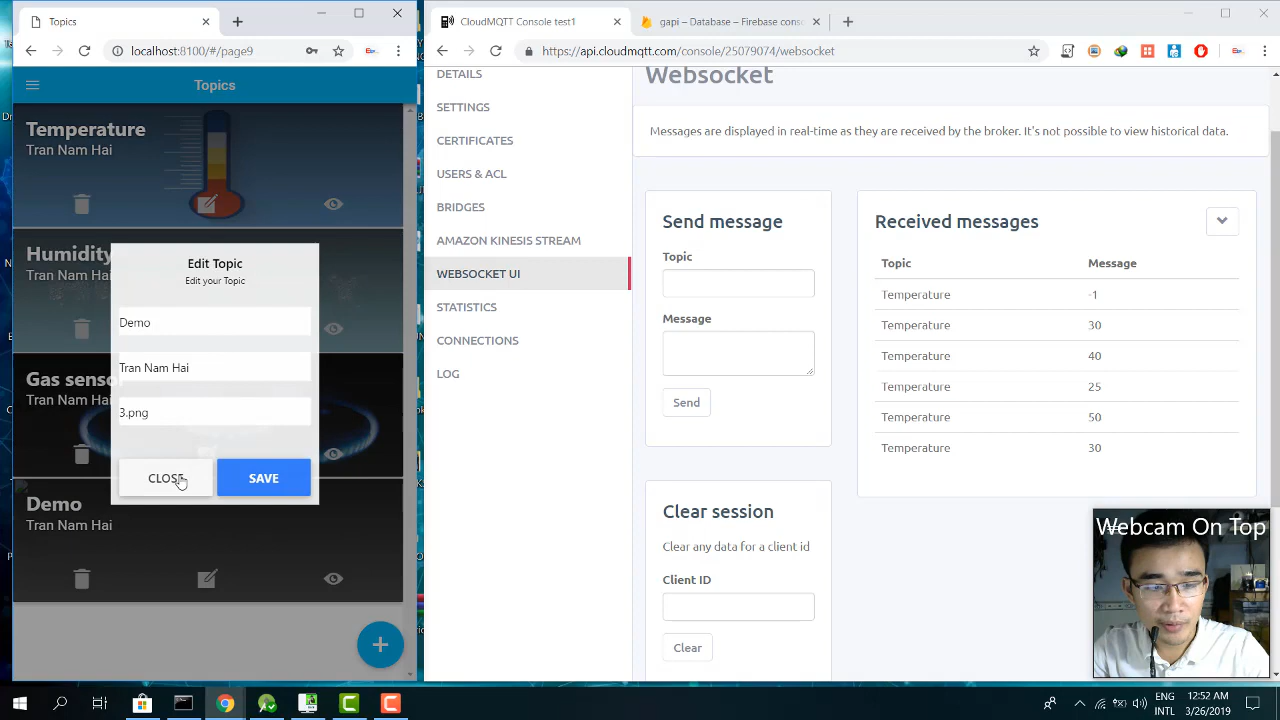 Topics
localhost:8100/#/page9
Topics
Temperature
Tran Nam Hai
Humidity
Tran Nam Hai
Gas sensor
Tran Nam Hai
Demo
Tran Nam Hai
Edit Topic
Edit your Topic
Demo
Tran Nam Hai
3.png
CLOSE
SAVE
CloudMQTT Console test1
gapi – Database – Firebase cons
https://api.cloudmqtt.com/console/25079074/websocket
DETAILS
SETTINGS
CERTIFICATES
USERS & ACL
BRIDGES
AMAZON KINESIS STREAM
WEBSOCKET UI
STATISTICS
CONNECTIONS
LOG
Websocket
Messages are displayed in real-time as they are received by the broker. It's not possible to view historical data.
Send message
Topic
Message
Send
Received messages
Topic Message
Temperature -1
Temperature 30
Temperature 40
Temperature 25
Temperature 50
Temperature 30
Clear session
Clear any data for a client id
Client ID
Clear
Webcam On Top
ENG
INTL
12:52 AM
3/26/2019